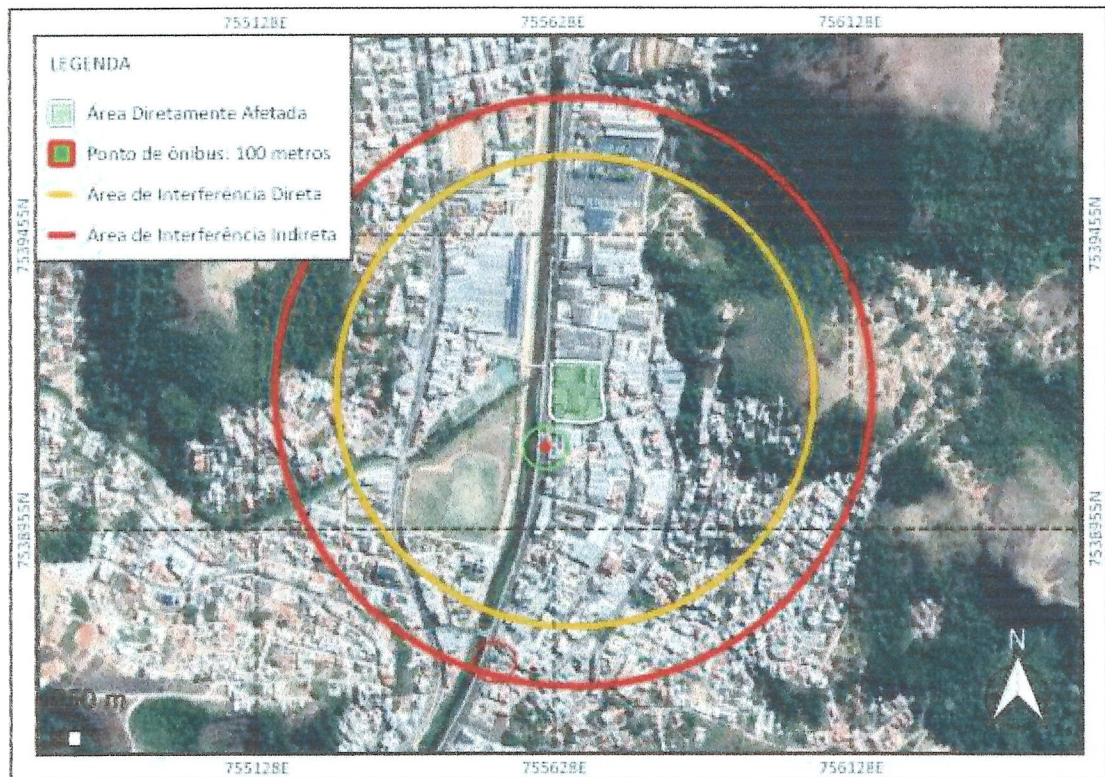 755128E 755628E 756128E
LEGENDA
Área Diretamente Afetada
Ponto de ônibus: 100 metros
Área de Interferência Direta
Área de Interferência Indireta
7539455N
7539455N
7538955N
7538955N
N
m
755128E 755628E 756128E